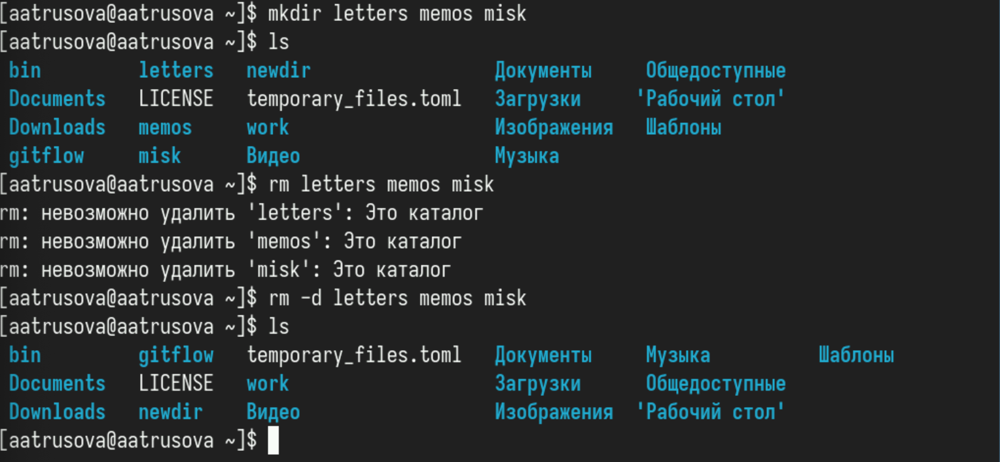 [aatrusova@aatrusova ~]$ mkdir letters memos misk
[aatrusova@aatrusova ~]$ ls
bin letters newdir Документы Общедоступные
Documents LICENSE temporary_files.toml Загрузки 'Рабочий стол'
Downloads memos work Изображения Шаблоны
gitflow misk Видео Музыка
[aatrusova@aatrusova ~]$ rm letters memos misk
rm: невозможно удалить 'letters': Это каталог
rm: невозможно удалить 'memos': Это каталог
rm: невозможно удалить 'misk': Это каталог
[aatrusova@aatrusova ~]$ rm -d letters memos misk
[aatrusova@aatrusova ~]$ ls
bin gitflow temporary_files.toml Документы Музыка Шаблоны
Documents LICENSE work Загрузки Общедоступные
Downloads newdir Видео Изображения 'Рабочий стол'
[aatrusova@aatrusova ~]$